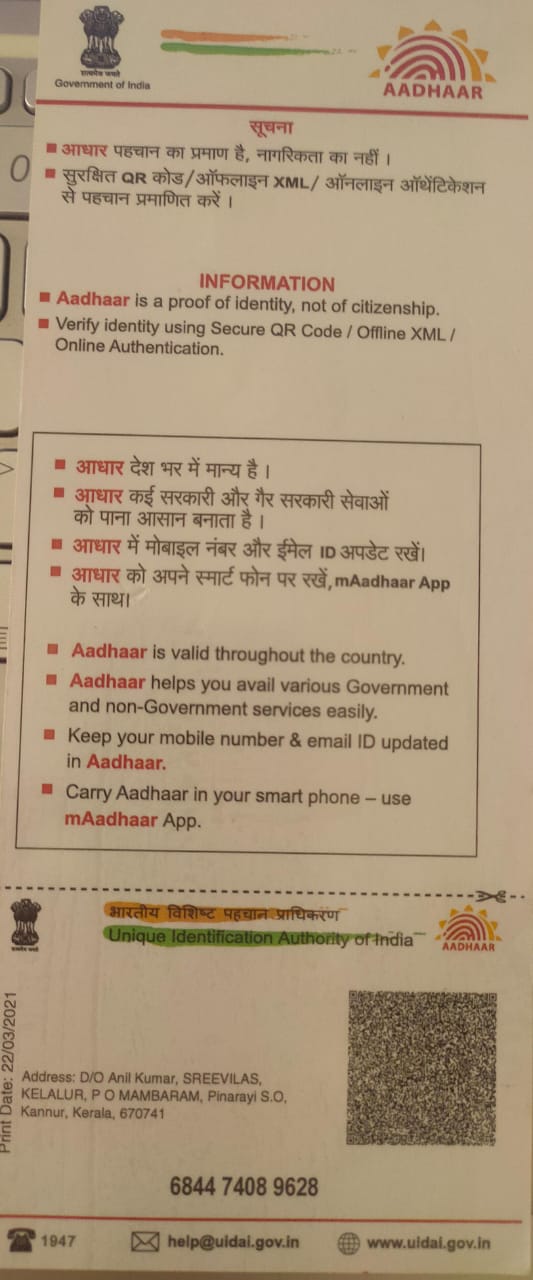 सत्यमेव जयते
Government of India
AADHAAR
सूचना
आधार पहचान का प्रमाण है, नागरिकता का नहीं ।
सुरक्षित QR कोड/ऑफलाइन XML/ ऑनलाइन ऑथेंटिकेशन
से पहचान प्रमाणित करें ।
INFORMATION
Aadhaar is a proof of identity, not of citizenship.
Verify identity using Secure QR Code / Offline XML /
Online Authentication.
आधार देश भर में मान्य है ।
आधार कई सरकारी और गैर सरकारी सेवाओं
को पाना आसान बनाता है ।
आधार में मोबाइल नंबर और ईमेल ID अपडेट रखें।
आधार को अपने स्मार्ट फोन पर रखें, mAadhaar App
के साथ।
Aadhaar is valid throughout the country.
Aadhaar helps you avail various Government
and non-Government services easily.
Keep your mobile number & email ID updated
in Aadhaar.
Carry Aadhaar in your smart phone – use
mAadhaar App.
भारतीय विशिष्ट पहचान प्राधिकरण
Unique Identification Authority of India
AADHAAR
Print Date: 22/03/2021
Address: D/O Anil Kumar, SREEVILAS,
KELALUR, P O MAMBARAM, Pinarayi S.O,
Kannur, Kerala, 670741
6844 7408 9628
1947
help@uidai.gov.in
www.uidai.gov.in